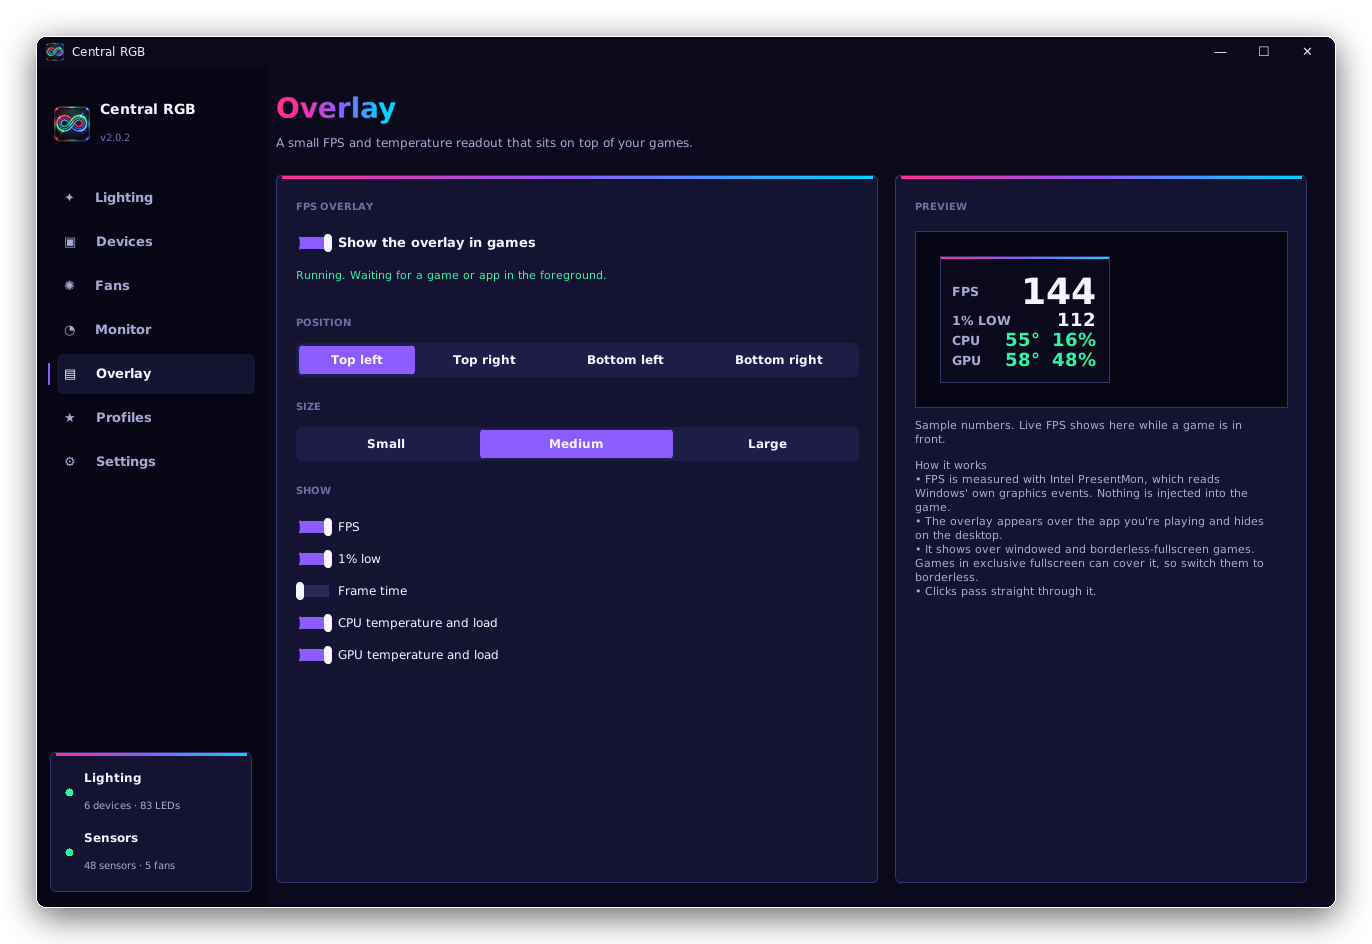 Central RGB
Central RGB
v2.0.2
Lighting
Devices
Fans
Monitor
Overlay
Profiles
Settings
Lighting
6 devices · 83 LEDs
Sensors
48 sensors · 5 fans
Overlay
A small FPS and temperature readout that sits on top of your games.
FPS OVERLAY
Show the overlay in games
Running. Waiting for a game or app in the foreground.
POSITION
Top left Top right Bottom left Bottom right
SIZE
Small Medium Large
SHOW
FPS
1% low
Frame time
CPU temperature and load
GPU temperature and load
PREVIEW
FPS 144
1% LOW 112
CPU 55° 16%
GPU 58° 48%
Sample numbers. Live FPS shows here while a game is in
front.
How it works
• FPS is measured with Intel PresentMon, which reads
Windows' own graphics events. Nothing is injected into the
game.
• The overlay appears over the app you're playing and hides
on the desktop.
• It shows over windowed and borderless-fullscreen games.
Games in exclusive fullscreen can cover it, so switch them to
borderless.
• Clicks pass straight through it.